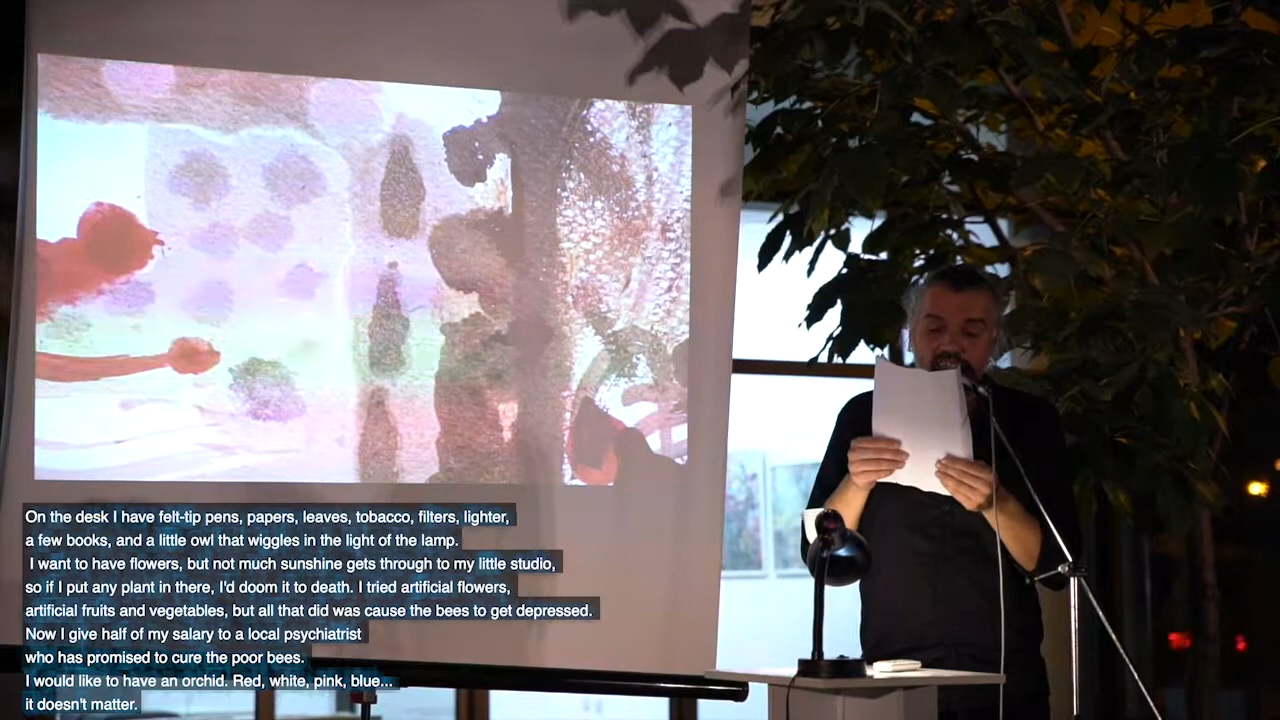 On the desk I have felt-tip pens, papers, leaves, tobacco, filters, lighter,
a few books, and a little owl that wiggles in the light of the lamp.
I want to have flowers, but not much sunshine gets through to my little studio,
so if I put any plant in there, I'd doom it to death. I tried artificial flowers,
artificial fruits and vegetables, but all that did was cause the bees to get depressed.
Now I give half of my salary to a local psychiatrist
who has promised to cure the poor bees.
I would like to have an orchid. Red, white, pink, blue...
it doesn't matter.